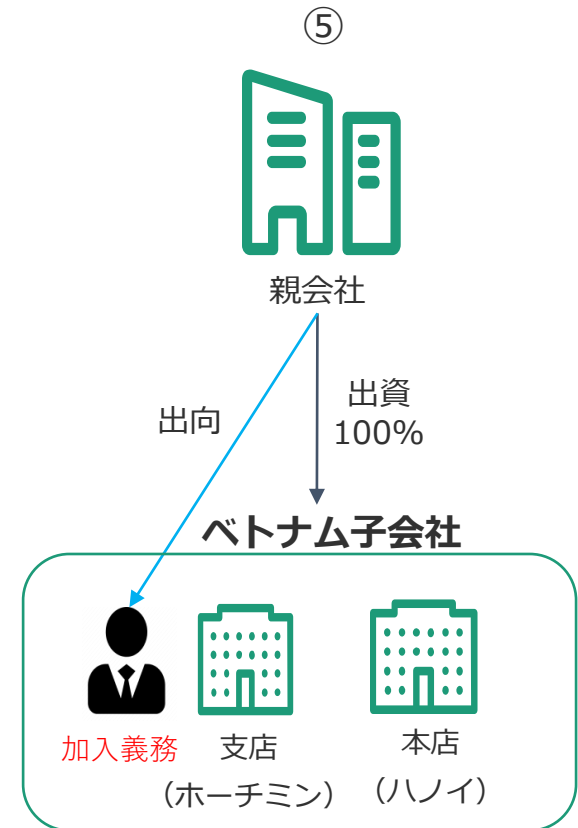 ⑤
親会社
出向
出資
100%
ベトナム子会社
加入義務
支店
（ホーチミン）
本店
（ハノイ）